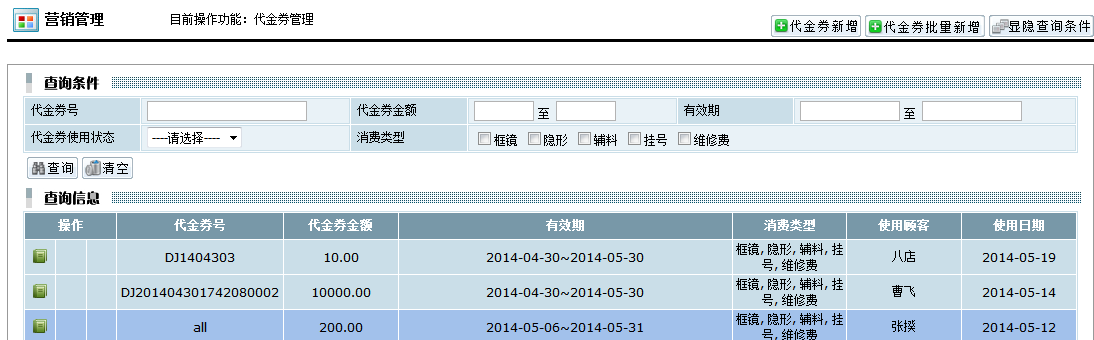 营销管理 目前操作功能：代金券管理
代金券新增 代金券批量新增 显隐查询条件
查询条件
代金券号 代金券金额 至 有效期 至
代金券使用状态 ----请选择---- 消费类型 框镜 隐形 辅料 挂号 维修费
查询 清空
查询信息
操作 代金券号 代金券金额 有效期 消费类型 使用顾客 使用日期
DJ1404303 10.00 2014-04-30~2014-05-30 框镜,隐形,辅料,挂号,维修费 八店 2014-05-19
DJ201404301742080002 10000.00 2014-04-30~2014-05-30 框镜,隐形,辅料,挂号,维修费 曹飞 2014-05-14
all 200.00 2014-05-06~2014-05-31 框镜,隐形,辅料,挂号,维修费 张 2014-05-12